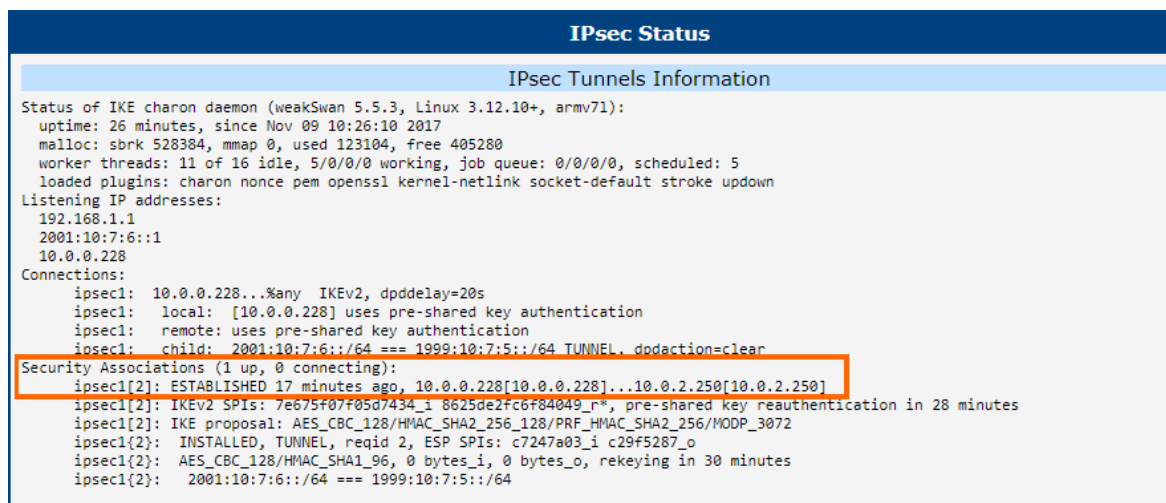 IPsec Status
IPsec Tunnels Information
Status of IKE charon daemon (weakSwan 5.5.3, Linux 3.12.10+, armv7l):
  uptime: 26 minutes, since Nov 09 10:26:10 2017
  malloc: sbrk 528384, mmap 0, used 123104, free 405280
  worker threads: 11 of 16 idle, 5/0/0/0 working, job queue: 0/0/0/0, scheduled: 5
  loaded plugins: charon nonce pem openssl kernel-netlink socket-default stroke updown
Listening IP addresses:
  192.168.1.1
  2001:10:7:6::1
  10.0.0.228
Connections:
      ipsec1:  10.0.0.228...%any  IKEv2, dpddelay=20s
      ipsec1:   local:  [10.0.0.228] uses pre-shared key authentication
      ipsec1:   remote: uses pre-shared key authentication
      ipsec1:   child:  2001:10:7:6::/64 === 1999:10:7:5::/64 TUNNEL, dpdaction=clear
Security Associations (1 up, 0 connecting):
      ipsec1[2]: ESTABLISHED 17 minutes ago, 10.0.0.228[10.0.0.228]...10.0.2.250[10.0.2.250]
      ipsec1[2]: IKEv2 SPIs: 7e675f07f05d7434_i 8625de2fc6f84049_r*, pre-shared key reauthentication in 28 minutes
      ipsec1[2]: IKE proposal: AES_CBC_128/HMAC_SHA2_256_128/PRF_HMAC_SHA2_256/MODP_3072
      ipsec1{2}:  INSTALLED, TUNNEL, reqid 2, ESP SPIs: c7247a03_i c29f5287_o
      ipsec1{2}:  AES_CBC_128/HMAC_SHA1_96, 0 bytes_i, 0 bytes_o, rekeying in 30 minutes
      ipsec1{2}:   2001:10:7:6::/64 === 1999:10:7:5::/64